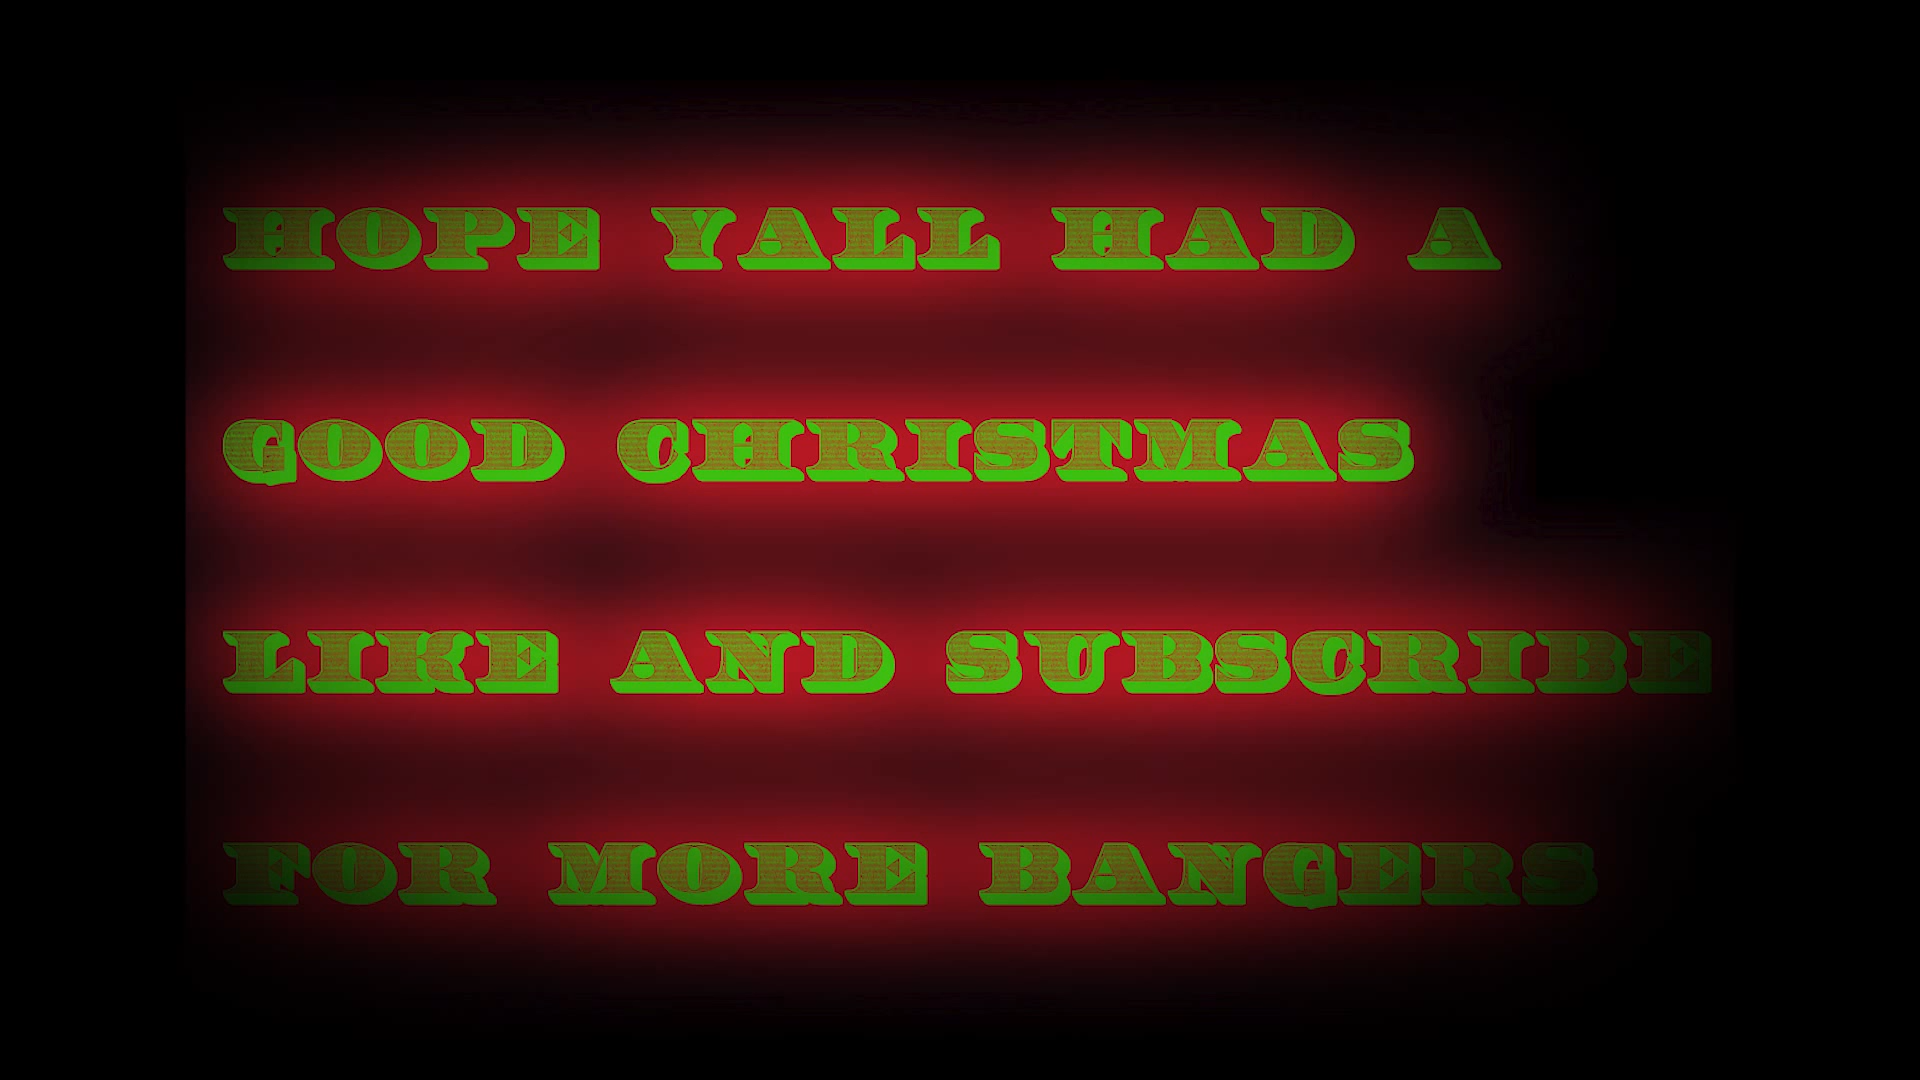 HOPE YALL HAD A
GOOD CHRISTMAS
LIKE AND SUBSCRIBE
FOR MORE BANGERS